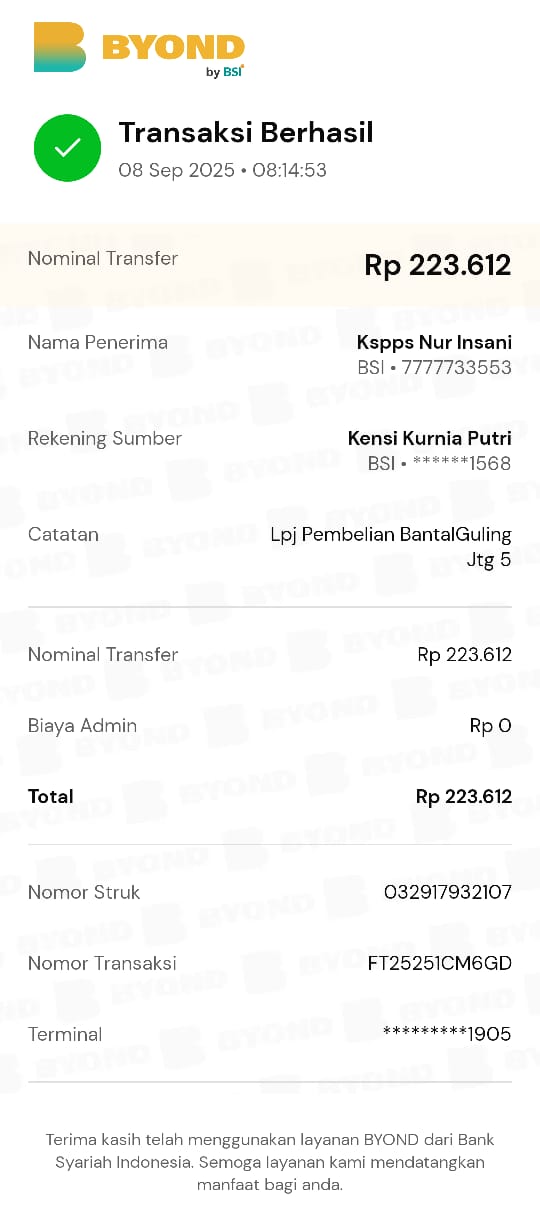 BYOND
by BSI
Transaksi Berhasil
08 Sep 2025 • 08:14:53
Nominal Transfer
Rp 223.612
Nama Penerima
Kspps Nur Insani
BSI • 7777733553
Rekening Sumber
Kensi Kurnia Putri
BSI • ******1568
Catatan
Lpj Pembelian BantalGuling
Jtg 5
Nominal Transfer
Rp 223.612
Biaya Admin
Rp 0
Total
Rp 223.612
Nomor Struk
032917932107
Nomor Transaksi
FT25251CM6GD
Terminal
*********1905
Terima kasih telah menggunakan layanan BYOND dari Bank
Syariah Indonesia. Semoga layanan kami mendatangkan
manfaat bagi anda.